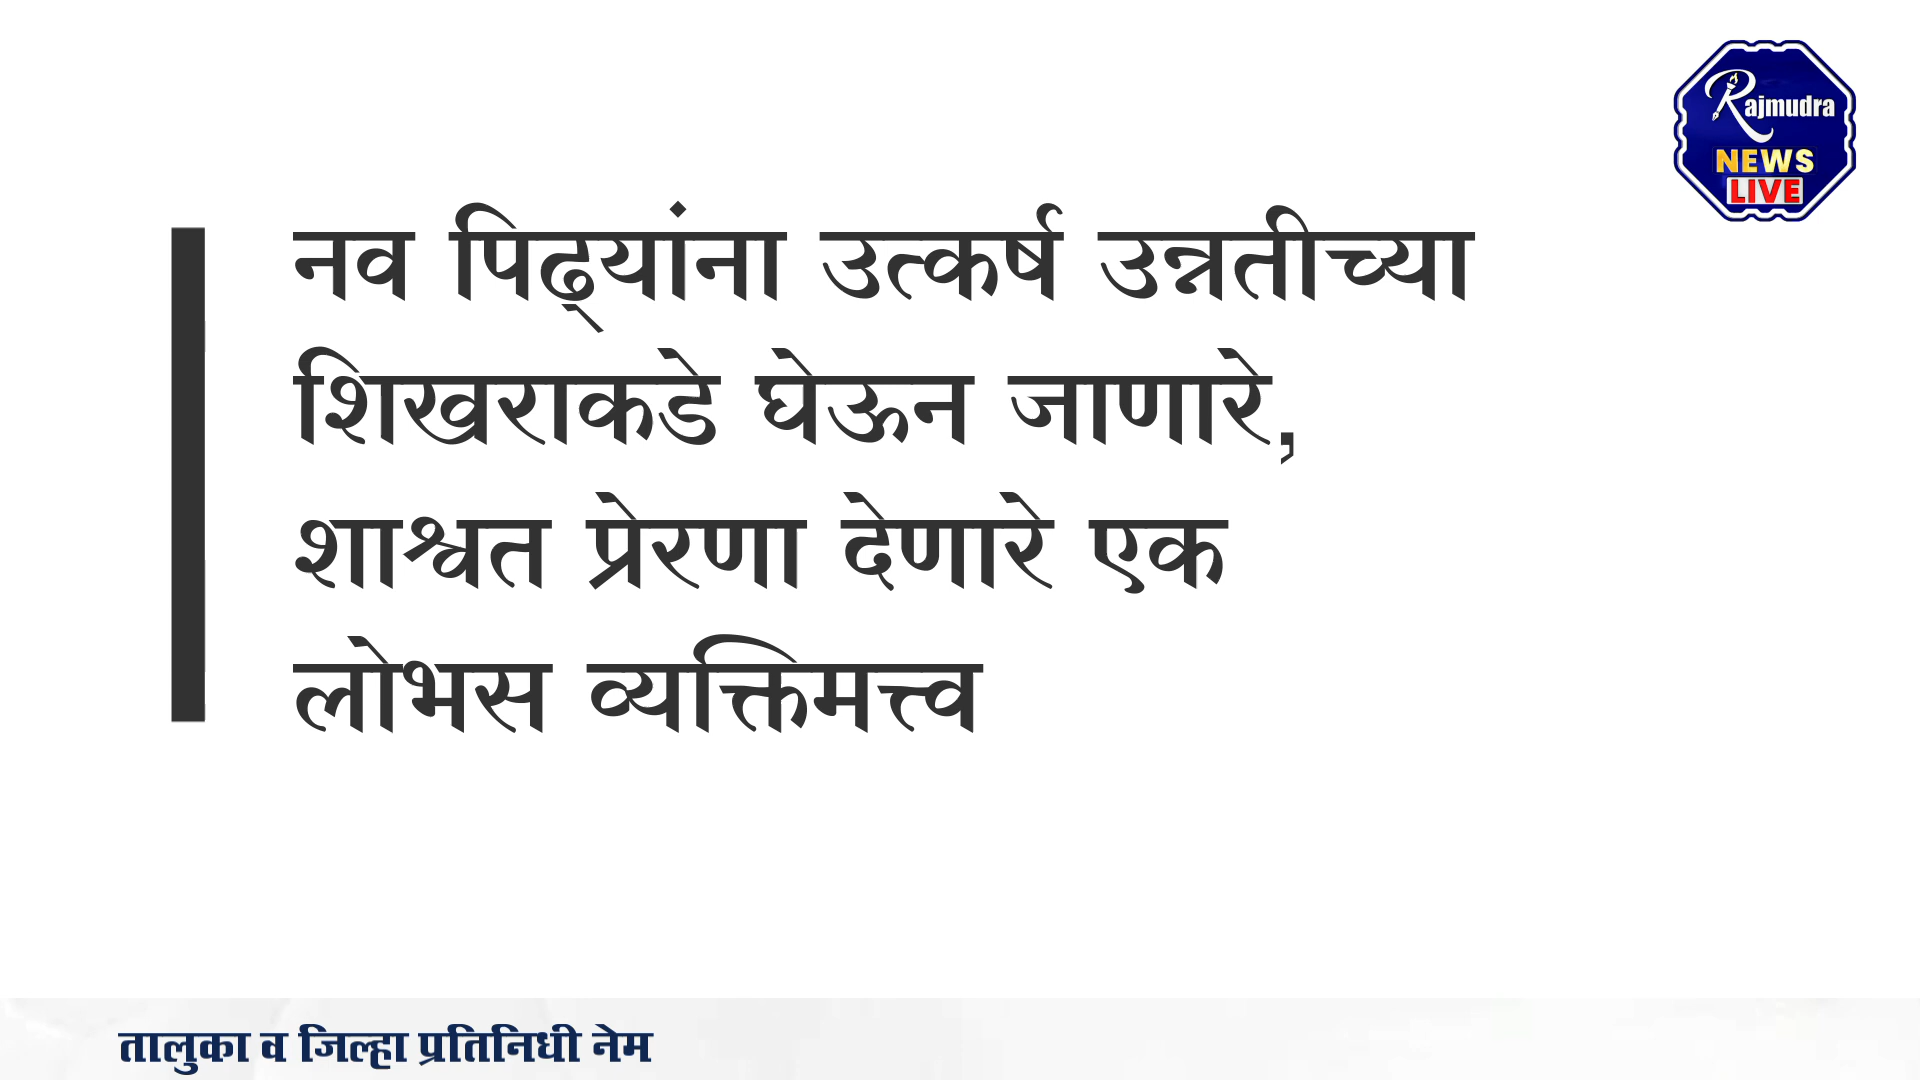 Rajmudra
NEWS
LIVE
नव पिढ्यांना उत्कर्ष उन्नतीच्या
शिखराकडे घेऊन जाणारे,
शाश्वत प्रेरणा देणारे एक
लोभस व्यक्तिमत्त्व
तालुका व जिल्हा प्रतिनिधी नेम